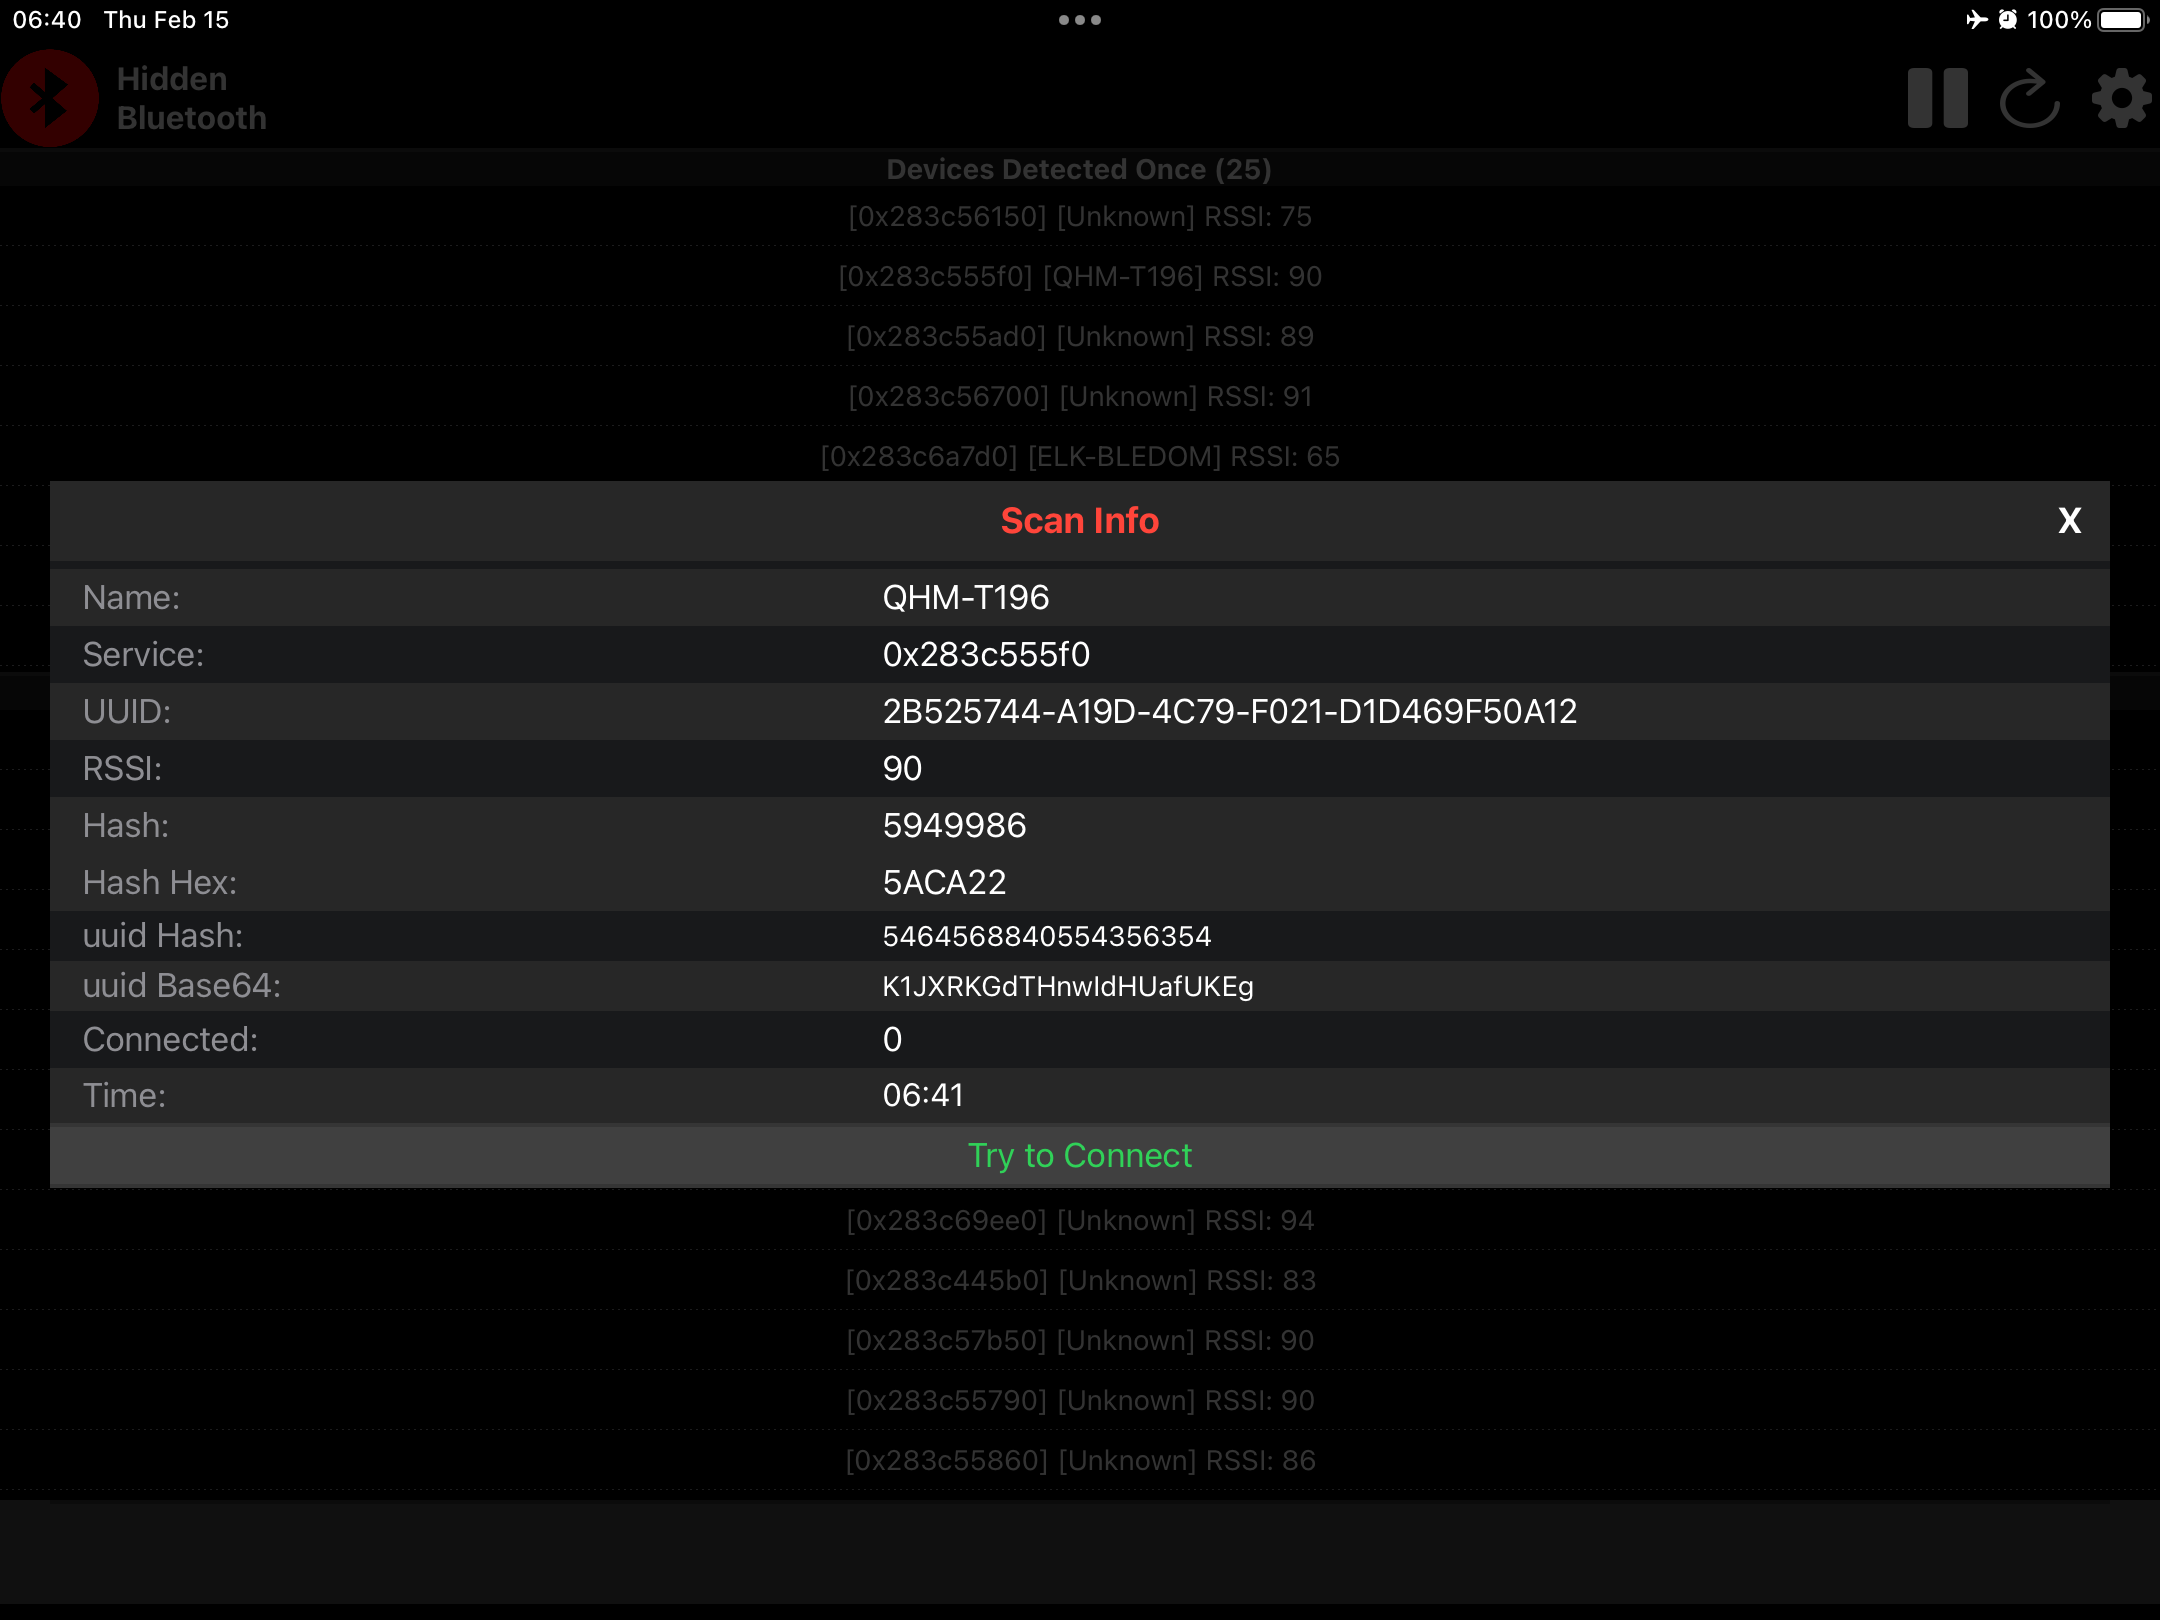 06:40 Thu Feb 15 100%
Hidden
Bluetooth
Devices Detected Once (25)
[0x283c56150] [Unknown] RSSI: 75
[0x283c555f0] [QHM-T196] RSSI: 90
[0x283c55ad0] [Unknown] RSSI: 89
[0x283c56700] [Unknown] RSSI: 91
[0x283c6a7d0] [ELK-BLEDOM] RSSI: 65
Scan Info X
Name: QHM-T196
Service: 0x283c555f0
UUID: 2B525744-A19D-4C79-F021-D1D469F50A12
RSSI: 90
Hash: 5949986
Hash Hex: 5ACA22
uuid Hash: 5464568840554356354
uuid Base64: K1JXRKGdTHnwIdHUafUKEg
Connected: 0
Time: 06:41
Try to Connect
[0x283c69ee0] [Unknown] RSSI: 94
[0x283c445b0] [Unknown] RSSI: 83
[0x283c57b50] [Unknown] RSSI: 90
[0x283c55790] [Unknown] RSSI: 90
[0x283c55860] [Unknown] RSSI: 86